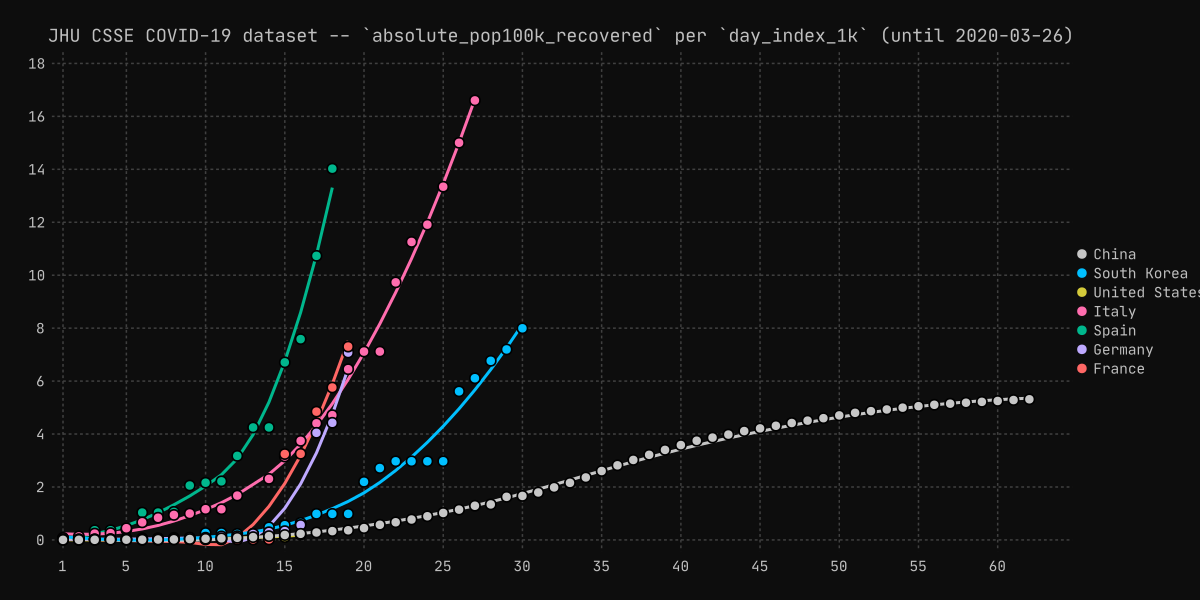 JHU CSSE COVID-19 dataset -- `absolute_pop100k_recovered` per `day_index_1k` (until 2020-03-26)
18
16
14
12
10
8
6
4
2
0
1 5 10 15 20 25 30 35 40 45 50 55 60
China
South Korea
United States
Italy
Spain
Germany
France